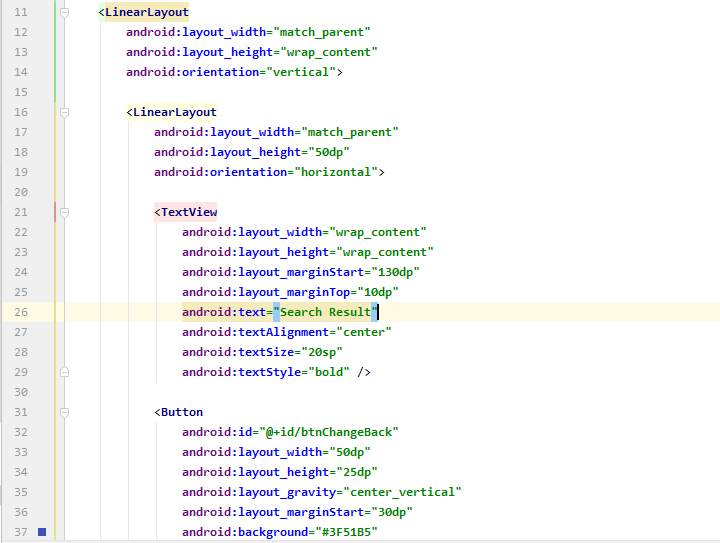 11 <LinearLayout
12 android:layout_width="match_parent"
13 android:layout_height="wrap_content"
14 android:orientation="vertical">
15
16 <LinearLayout
17 android:layout_width="match_parent"
18 android:layout_height="50dp"
19 android:orientation="horizontal">
20
21 <TextView
22 android:layout_width="wrap_content"
23 android:layout_height="wrap_content"
24 android:layout_marginStart="130dp"
25 android:layout_marginTop="10dp"
26 android:text="Search Result"
27 android:textAlignment="center"
28 android:textSize="20sp"
29 android:textStyle="bold" />
30
31 <Button
32 android:id="@+id/btnChangeBack"
33 android:layout_width="50dp"
34 android:layout_height="25dp"
35 android:layout_gravity="center_vertical"
36 android:layout_marginStart="30dp"
37 android:background="#3F51B5"